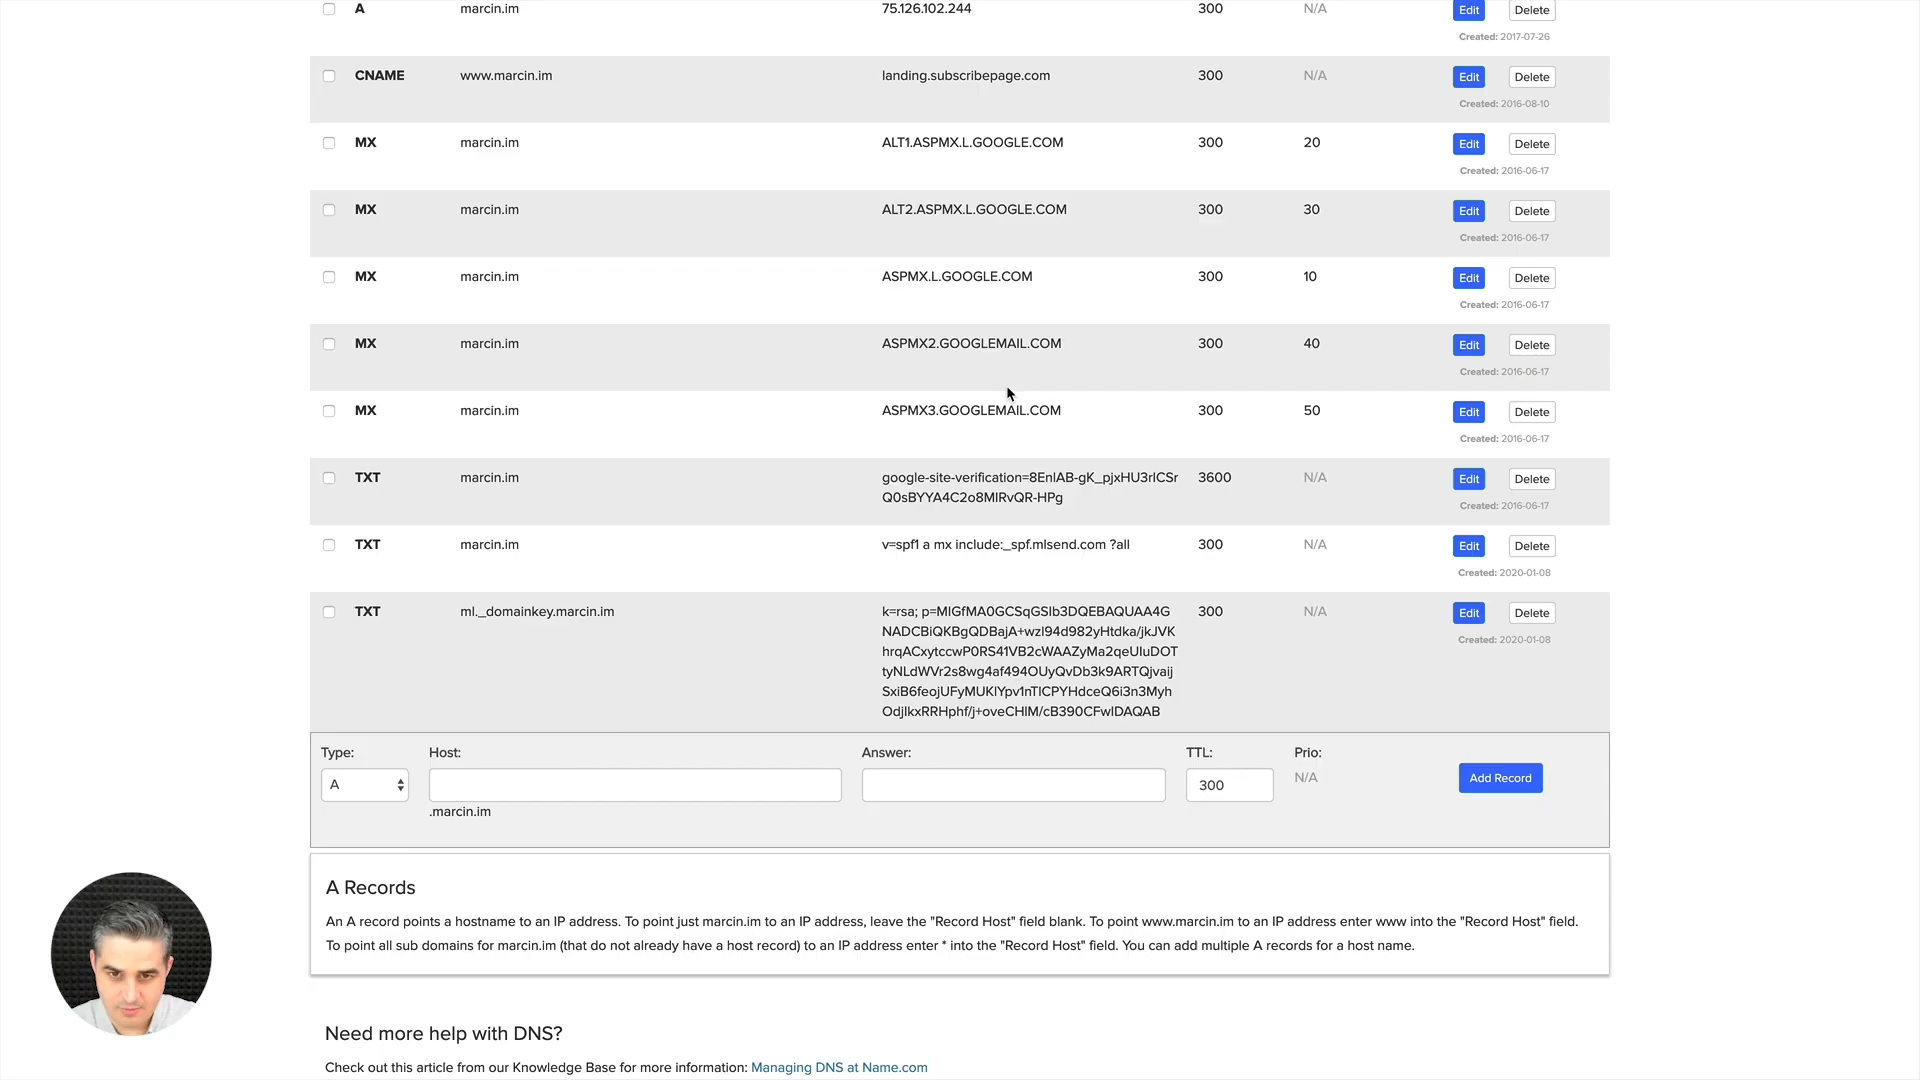 A marcin.im 75.126.102.244 300 N/A Edit Delete
Created: 2017-07-26
CNAME www.marcin.im landing.subscribepage.com 300 N/A Edit Delete
Created: 2016-08-10
MX marcin.im ALT1.ASPMX.L.GOOGLE.COM 300 20 Edit Delete
Created: 2016-06-17
MX marcin.im ALT2.ASPMX.L.GOOGLE.COM 300 30 Edit Delete
Created: 2016-06-17
MX marcin.im ASPMX.L.GOOGLE.COM 300 10 Edit Delete
Created: 2016-06-17
MX marcin.im ASPMX2.GOOGLEMAIL.COM 300 40 Edit Delete
Created: 2016-06-17
MX marcin.im ASPMX3.GOOGLEMAIL.COM 300 50 Edit Delete
Created: 2016-06-17
TXT marcin.im google-site-verification=8EnlAB-gK_pjxHU3rICSr 3600 N/A Edit Delete
Q0sBYYA4C2o8MlRvQR-HPg
Created: 2016-06-17
TXT marcin.im v=spf1 a mx include:_spf.mlsend.com ?all 300 N/A Edit Delete
Created: 2020-01-08
TXT ml._domainkey.marcin.im k=rsa; p=MIGfMA0GCSqGSIb3DQEBAQUAA4G 300 N/A Edit Delete
NADCBiQKBgQDBajA+wzl94d982yHtdka/jkJVK
Created: 2020-01-08
hrqACxytccwP0RS41VB2cWAAZyMa2qeUIuDOT
tyNLdWVr2s8wg4af494OUyQvDb3k9ARTQjvaij
SxiB6feojUFyMUKlYpv1nTlCPYHdceQ6i3n3Myh
OdjlkxRRHphf/j+oveCHlM/cB390CFwIDAQAB
Type: Host: Answer: TTL: Prio:
A 300 N/A Add Record
.marcin.im
A Records
An A record points a hostname to an IP address. To point just marcin.im to an IP address, leave the "Record Host" field blank. To point www.marcin.im to an IP address enter www into the "Record Host" field.
To point all sub domains for marcin.im (that do not already have a host record) to an IP address enter * into the "Record Host" field. You can add multiple A records for a host name.
Need more help with DNS?
Check out this article from our Knowledge Base for more information: Managing DNS at Name.com